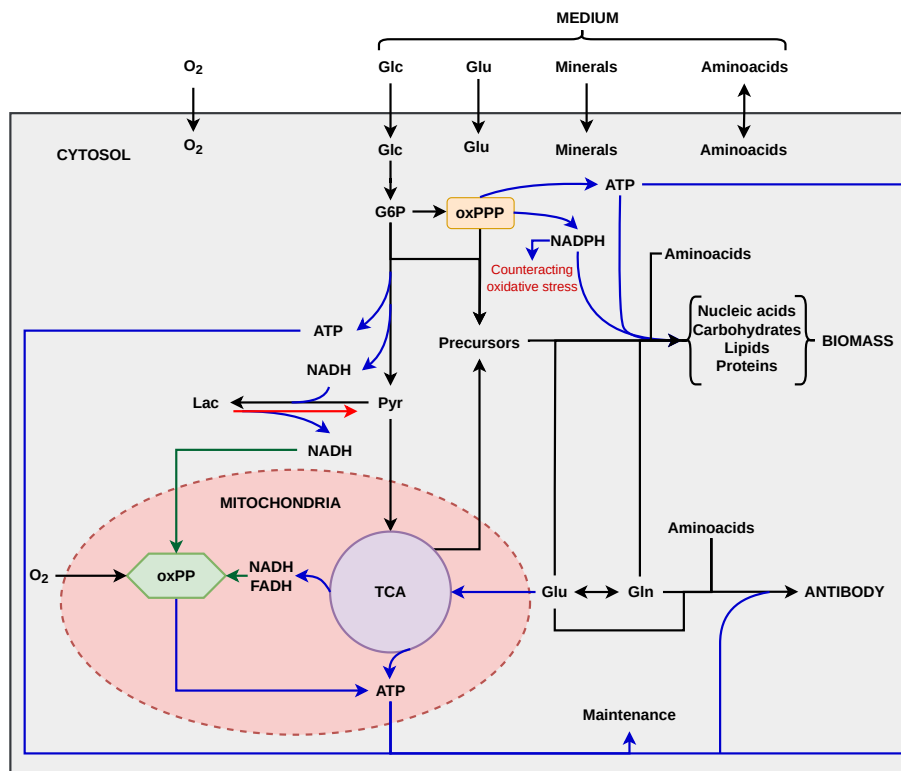 MEDIUM
O2
Glc
Glu
Minerals
Aminoacids
O2
CYTOSOL
Glc
Glu
Minerals
Aminoacids
ATP
G6P
oxPPP
NADPH
Counteracting
oxidative stress
Aminoacids
Nucleic acids
Carbohydrates
Lipids
Proteins
BIOMASS
ATP
Precursors
NADH
Lac
Pyr
NADH
MITOCHONDRIA
Aminoacids
O2
oxPP
NADH
FADH
TCA
Glu
Gln
ANTIBODY
ATP
Maintenance